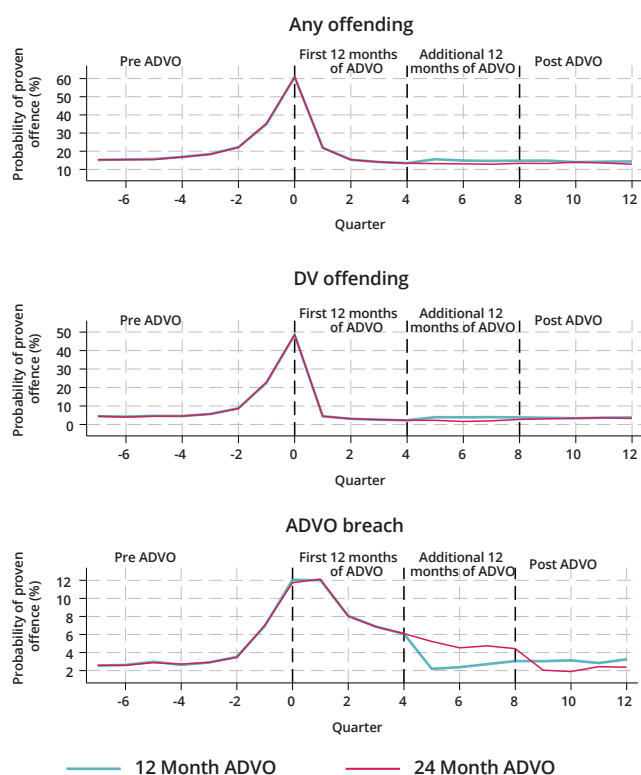 Any offending
Pre ADVO
First 12 months of ADVO
Additional 12 months of ADVO
Post ADVO
Probability of proven offence (%)
60
50
40
30
20
10
-6 -4 -2 0 2 4 6 8 10 12
Quarter
DV offending
Pre ADVO
First 12 months of ADVO
Additional 12 months of ADVO
Post ADVO
Probability of proven offence (%)
50
40
30
20
10
0
-6 -4 -2 0 2 4 6 8 10 12
Quarter
ADVO breach
Pre ADVO
First 12 months of ADVO
Additional 12 months of ADVO
Post ADVO
Probability of proven offence (%)
12
10
8
6
4
2
-6 -4 -2 0 2 4 6 8 10 12
Quarter
12 Month ADVO 24 Month ADVO